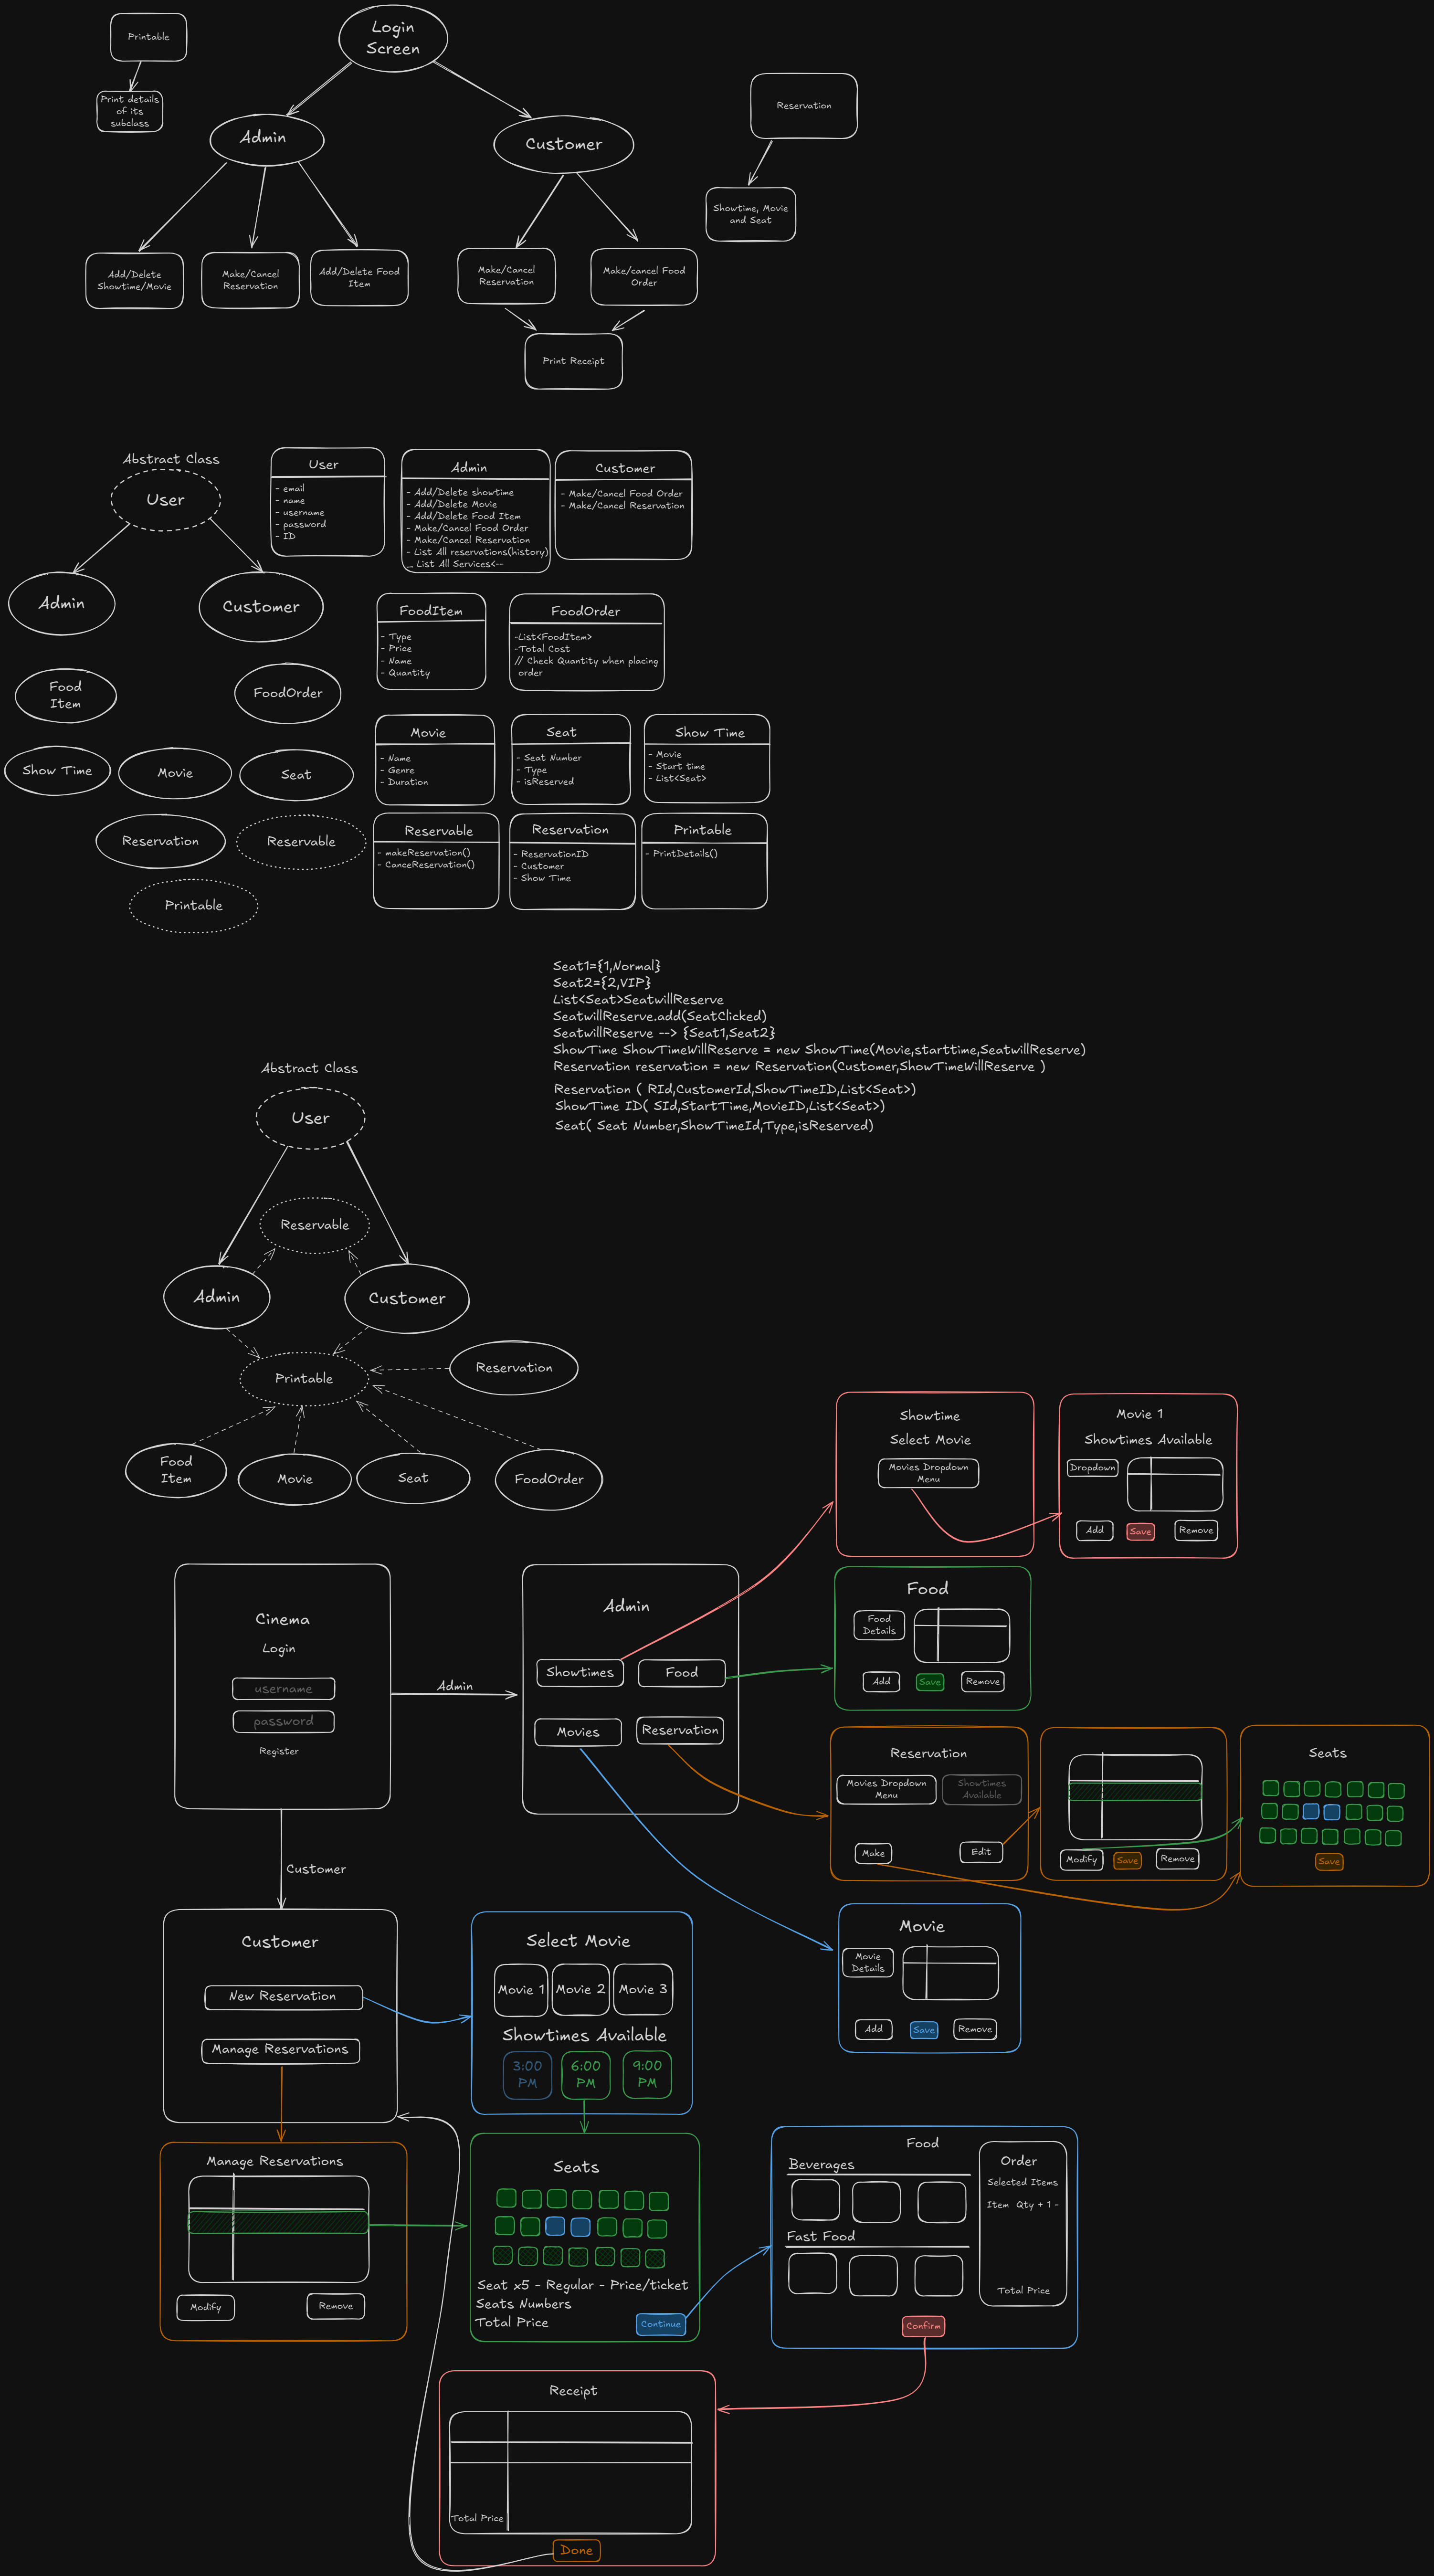 Printable
Print details
of its
subclass
Login
Screen
Admin
Customer
Reservation
Showtime, Movie
and Seat
Add/Delete
Showtime/Movie
Make/Cancel
Reservation
Add/Delete Food
Item
Make/Cancel
Reservation
Make/cancel Food
Order
Print Receipt
Abstract Class
User
Admin
Customer
Food
Item
FoodOrder
Show Time
Movie
Seat
Reservation
Reservable
Printable
User
- email
- name
- username
- password
- ID
Admin
- Add/Delete showtime
- Add/Delete Movie
- Add/Delete Food Item
- Make/Cancel Food Order
- Make/Cancel Reservation
- List All reservations(history)
_ List All Services<--
Customer
- Make/Cancel Food Order
- Make/Cancel Reservation
FoodItem
- Type
- Price
- Name
- Quantity
FoodOrder
-List<FoodItem>
-Total Cost
// Check Quantity when placing
order
Movie
- Name
- Genre
- Duration
Seat
- Seat Number
- Type
- isReserved
Show Time
- Movie
- Start time
- List<Seat>
Reservable
- makeReservation()
- CanceReservation()
Reservation
- ReservationID
- Customer
- Show Time
Printable
- PrintDetails()
Seat1={1,Normal}
Seat2={2,VIP}
List<Seat>SeatwillReserve
SeatwillReserve.add(SeatClicked)
SeatwillReserve --> {Seat1,Seat2}
ShowTime ShowTimeWillReserve = new ShowTime(Movie,starttime,SeatwillReserve)
Reservation reservation = new Reservation(Customer,ShowTimeWillReserve )
Reservation ( RId,CustomerId,ShowTimeID,List<Seat>)
ShowTime ID( SId,StartTime,MovieID,List<Seat>)
Seat( Seat Number,ShowTimeId,Type,isReserved)
Abstract Class
User
Reservable
Admin
Customer
Printable
Reservation
Food
Item
Movie
Seat
FoodOrder
Cinema
Login
username
password
Register
Admin
Customer
Admin
Showtimes
Food
Movies
Reservation
Showtime
Select Movie
Movies Dropdown
Menu
Movie 1
Showtimes Available
Dropdown
Add
Save
Remove
Food
Food
Details
Add
Save
Remove
Reservation
Movies Dropdown
Menu
Showtimes
Available
Make
Edit
Modify
Save
Remove
Seats
Save
Movie
Movie
Details
Add
Save
Remove
Customer
New Reservation
Manage Reservations
Select Movie
Movie 1
Movie 2
Movie 3
Showtimes Available
3:00
PM
6:00
PM
9:00
PM
Manage Reservations
Modify
Remove
Seats
Seat x5 - Regular - Price/ticket
Seats Numbers
Total Price
Continue
Food
Beverages
Fast Food
Order
Selected Items
Item Qty + 1 -
Total Price
Confirm
Receipt
Total Price
Done